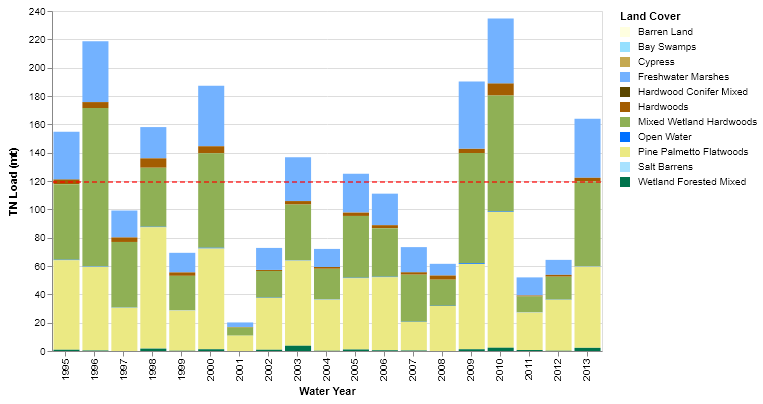 240
220
200
180
160
140
120
100
80
60
40
20
0
TN Load (mt)
1995 1996 1997 1998 1999 2000 2001 2002 2003 2004 2005 2006 2007 2008 2009 2010 2011 2012 2013
Water Year
Land Cover
Barren Land
Bay Swamps
Cypress
Freshwater Marshes
Hardwood Conifer Mixed
Hardwoods
Mixed Wetland Hardwoods
Open Water
Pine Palmetto Flatwoods
Salt Barrens
Wetland Forested Mixed